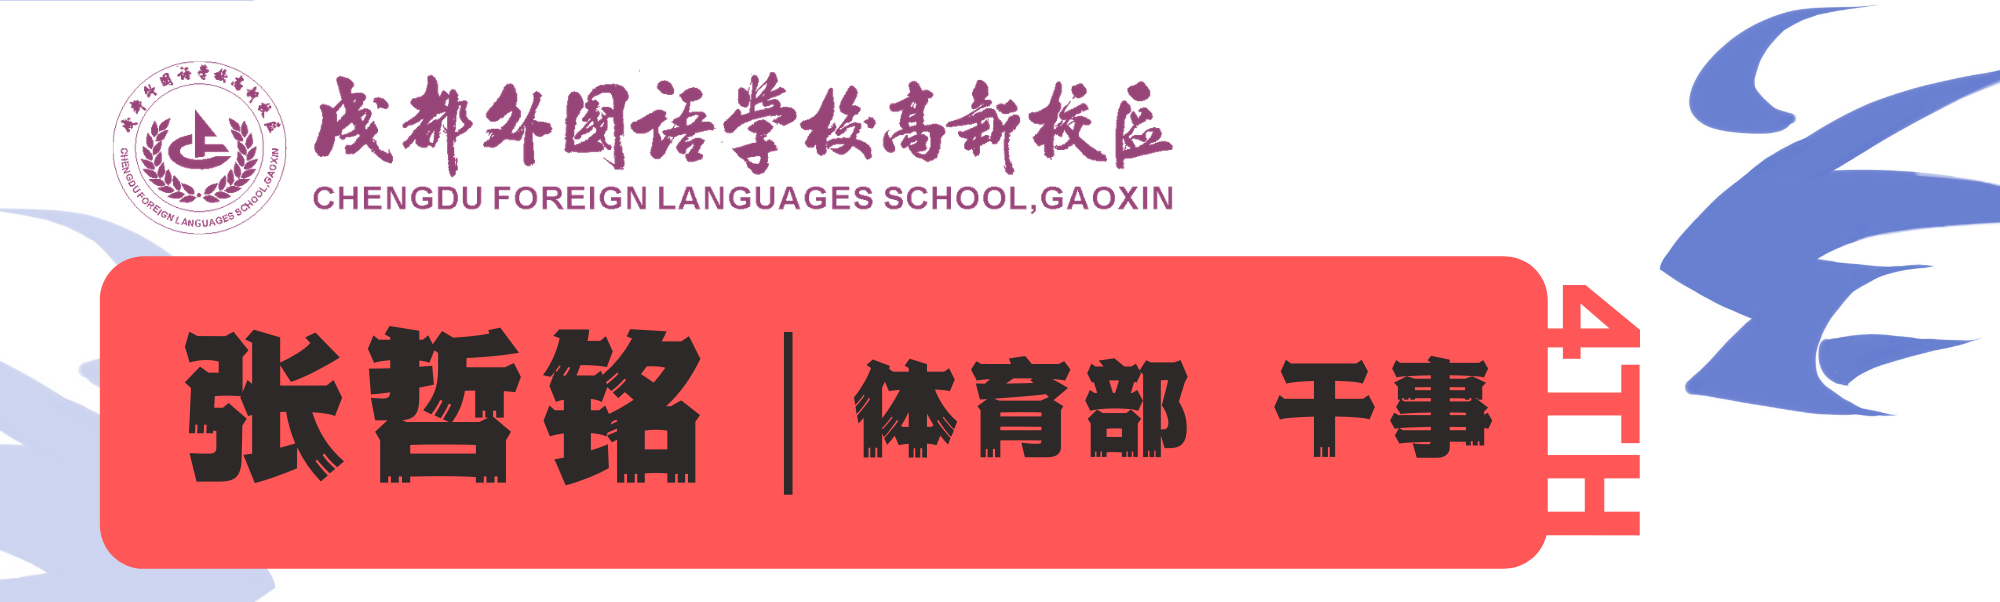 成都外国语学校高新校区
CHENGDU FOREIGN LANGUAGES SCHOOL,GAOXIN
成都外国语学校高新校区
CHENGDU FOREIGN LANGUAGES SCHOOL,GAOXIN
张哲铭 | 体育部 干事
4TH